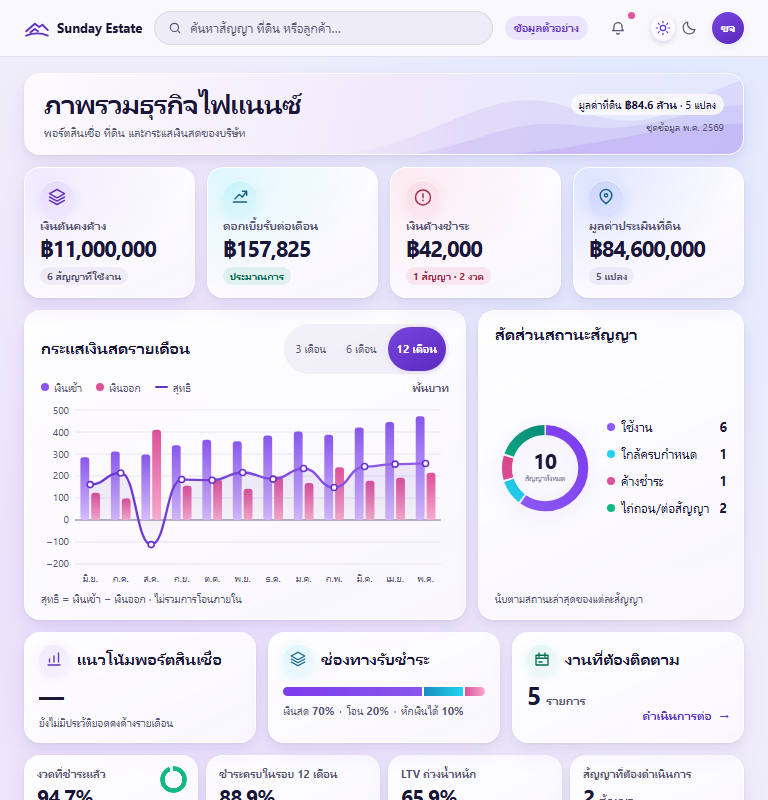 Sunday Estate
ค้นหาสัญญา ที่ดิน หรือลูกค้า...
ข้อมูลตัวอย่าง
ขจ
ภาพรวมธุรกิจไฟแนนซ์
พอร์ตสินเชื่อ ที่ดิน และกระแสเงินสดของบริษัท
มูลค่าที่ดิน ฿84.6 ล้าน · 5 แปลง
ชุดข้อมูล พ.ค. 2569
เงินต้นคงค้าง
฿11,000,000
6 สัญญาที่ใช้งาน
ดอกเบี้ยรับต่อเดือน
฿157,825
ประมาณการ
เงินค้างชำระ
฿42,000
1 สัญญา · 2 งวด
มูลค่าประเมินที่ดิน
฿84,600,000
5 แปลง
กระแสเงินสดรายเดือน
3 เดือน
6 เดือน
12 เดือน
เงินเข้า
เงินออก
สุทธิ
พันบาท
500
400
300
200
100
0
−100
−200
มิ.ย.
ก.ค.
ส.ค.
ก.ย.
ต.ค.
พ.ย.
ธ.ค.
ม.ค.
ก.พ.
มี.ค.
เม.ย.
พ.ค.
สุทธิ = เงินเข้า − เงินออก · ไม่รวมการโอนภายใน
สัดส่วนสถานะสัญญา
10
สัญญาทั้งหมด
ใช้งาน 6
ใกล้ครบกำหนด 1
ค้างชำระ 1
ไถ่ถอน/ต่อสัญญา 2
นับตามสถานะล่าสุดของแต่ละสัญญา
แนวโน้มพอร์ตสินเชื่อ
—
ยังไม่มีประวัติยอดคงค้างรายเดือน
ช่องทางรับชำระ
เงินสด 70% · โอน 20% · หักเงินได้ 10%
งานที่ต้องติดตาม
5 รายการ
ดำเนินการต่อ →
งวดที่ชำระแล้ว
94.7%
ชำระครบในรอบ 12 เดือน
88.9%
LTV ถ่วงน้ำหนัก
65.9%
สัญญาที่ต้องดำเนินการ
2 สัญญา